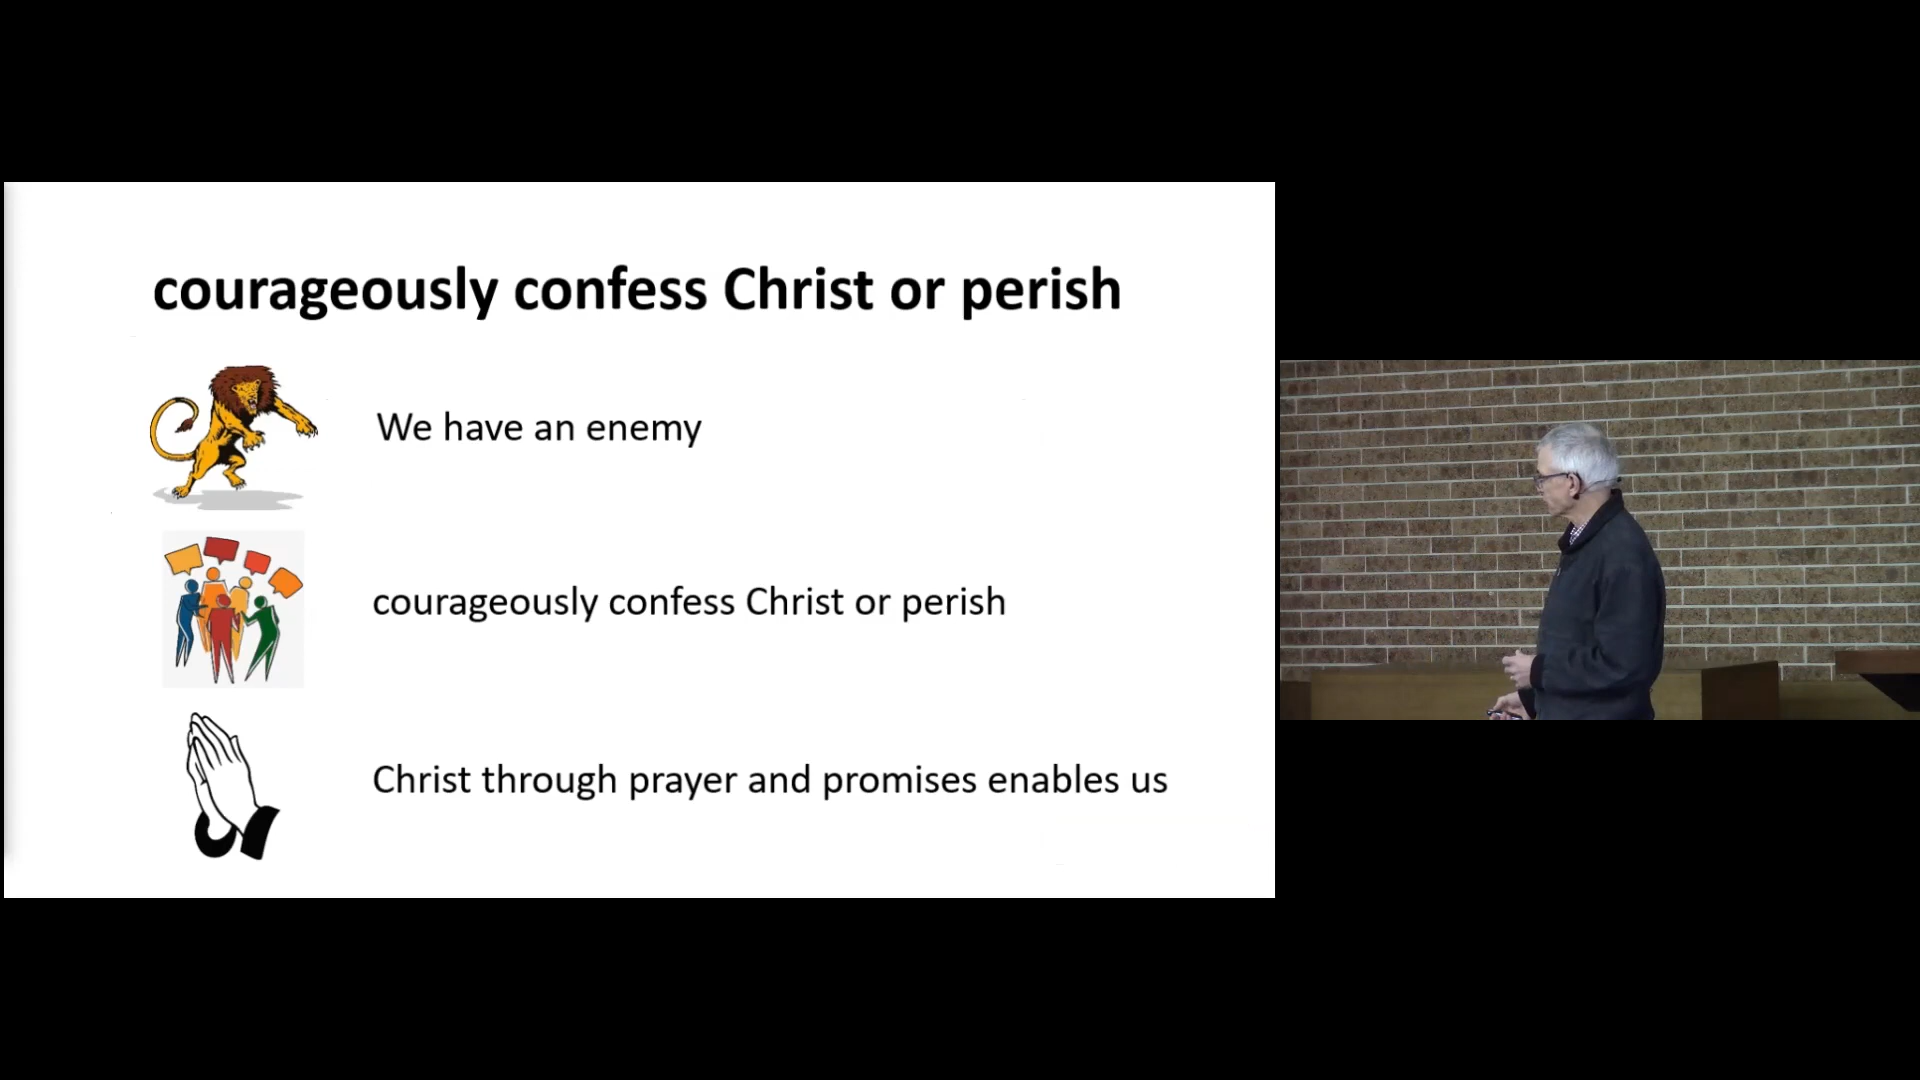 courageously confess Christ or perish
We have an enemy
courageously confess Christ or perish
Christ through prayer and promises enables us